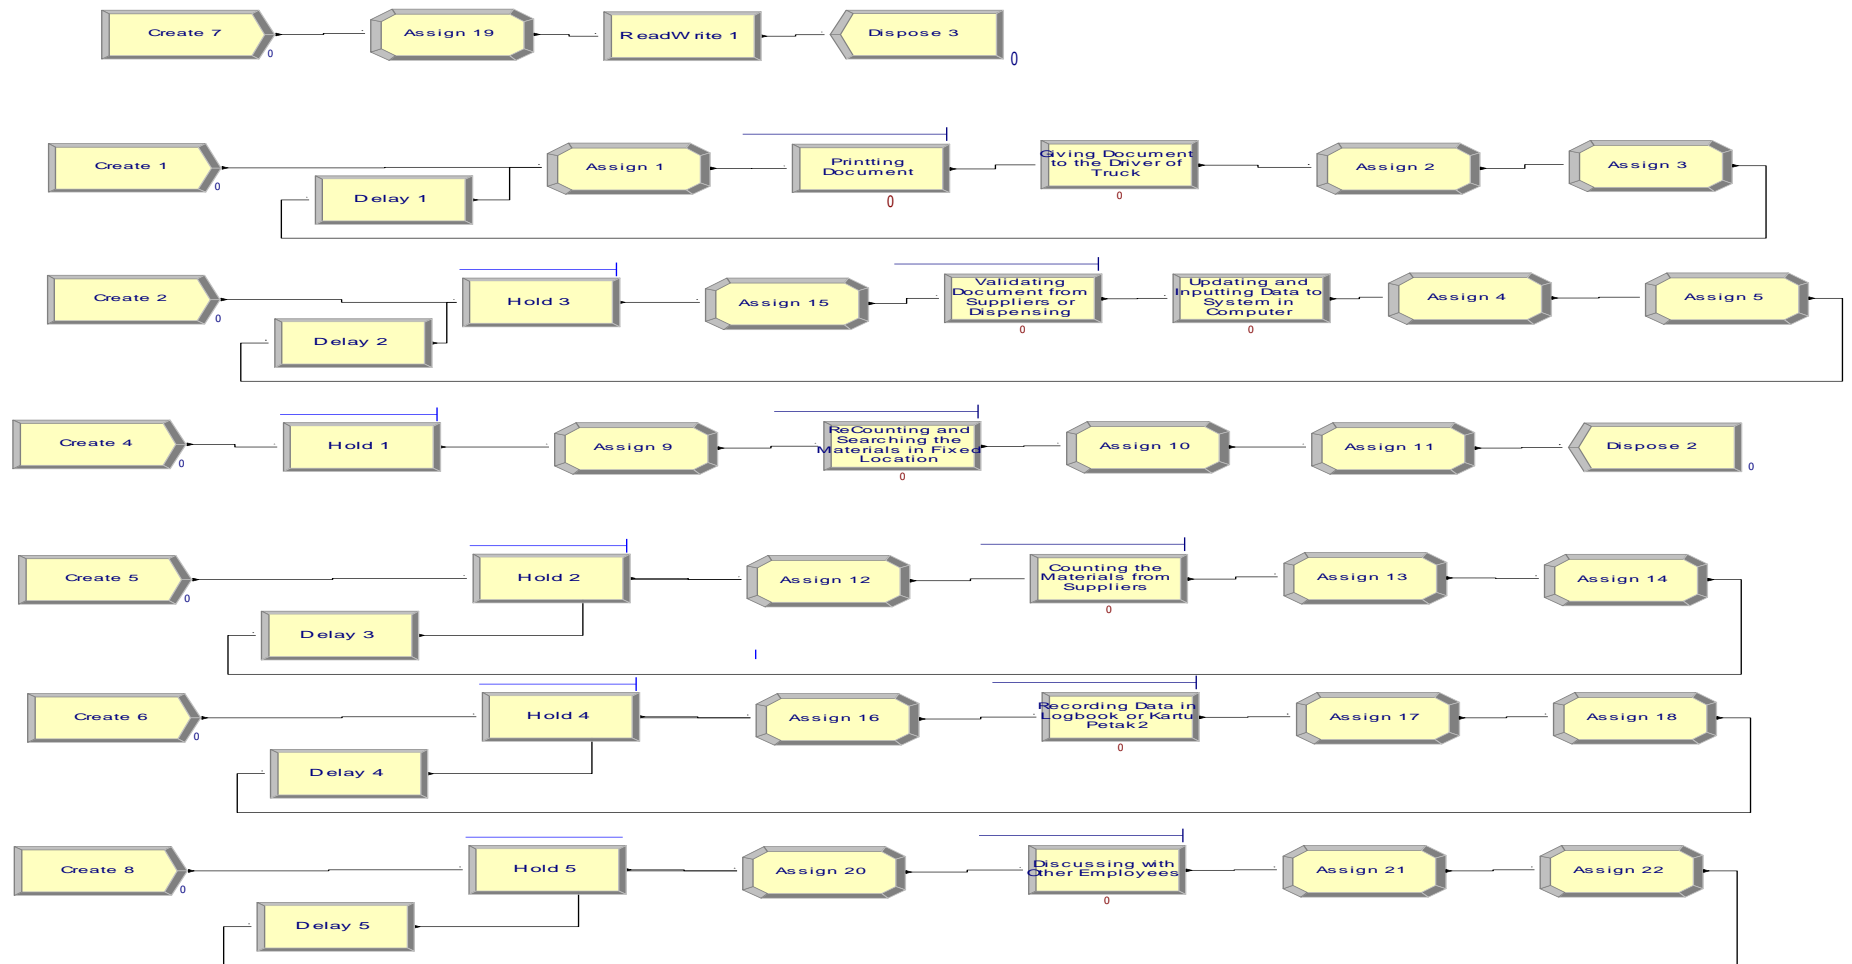 Create 7
0
Assign 19
ReadWrite 1
Dispose 3
0
Create 1
0
Delay 1
Assign 1
Printting
Document
0
Giving Document
to the Driver of
Truck
0
Assign 2
Assign 3
Create 2
0
Delay 2
Hold 3
Assign 15
Validating
Document from
Suppliers or
Dispensing
0
Updating and
Inputting Data to
System in
Computer
0
Assign 4
Assign 5
Create 4
0
Hold 1
Assign 9
ReCounting and
Searching the
Materials in Fixed
Location
0
Assign 10
Assign 11
Dispose 2
0
Create 5
0
Delay 3
Hold 2
Assign 12
Counting the
Materials from
Suppliers
0
Assign 13
Assign 14
Create 6
0
Delay 4
Hold 4
Assign 16
Recording Data in
Logbook or Kartu
Petak2
0
Assign 17
Assign 18
Create 8
0
Delay 5
Hold 5
Assign 20
Discussing with
Other Employees
0
Assign 21
Assign 22